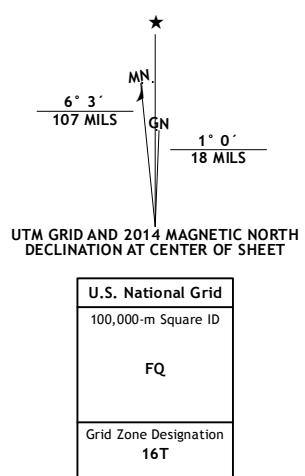 ★
MN
6° 3´
107 MILS
GN
1° 0´
18 MILS
UTM GRID AND 2014 MAGNETIC NORTH
DECLINATION AT CENTER OF SHEET
U.S. National Grid
100,000-m Square ID
FQ
Grid Zone Designation
16T